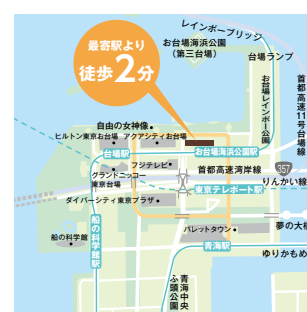 最寄駅より
徒歩2分
レインボーブリッジ
お台場海浜公園
（第三台場）
台場ランプ
お台場レインボー公園
首都高速11号台場線
自由の女神像
ヒルトン東京お台場
アクアシティお台場
台場駅
お台場海浜公園駅
フジテレビ
首都高速湾岸線
357
りんかい線
グランドニッコー
東京台場
東京テレポート駅
ダイバーシティ東京プラザ
船の科学館駅
パレットタウン
夢の大橋
船の科学館
青海駅
ゆりかもめ
青海中央
ふ頭公園